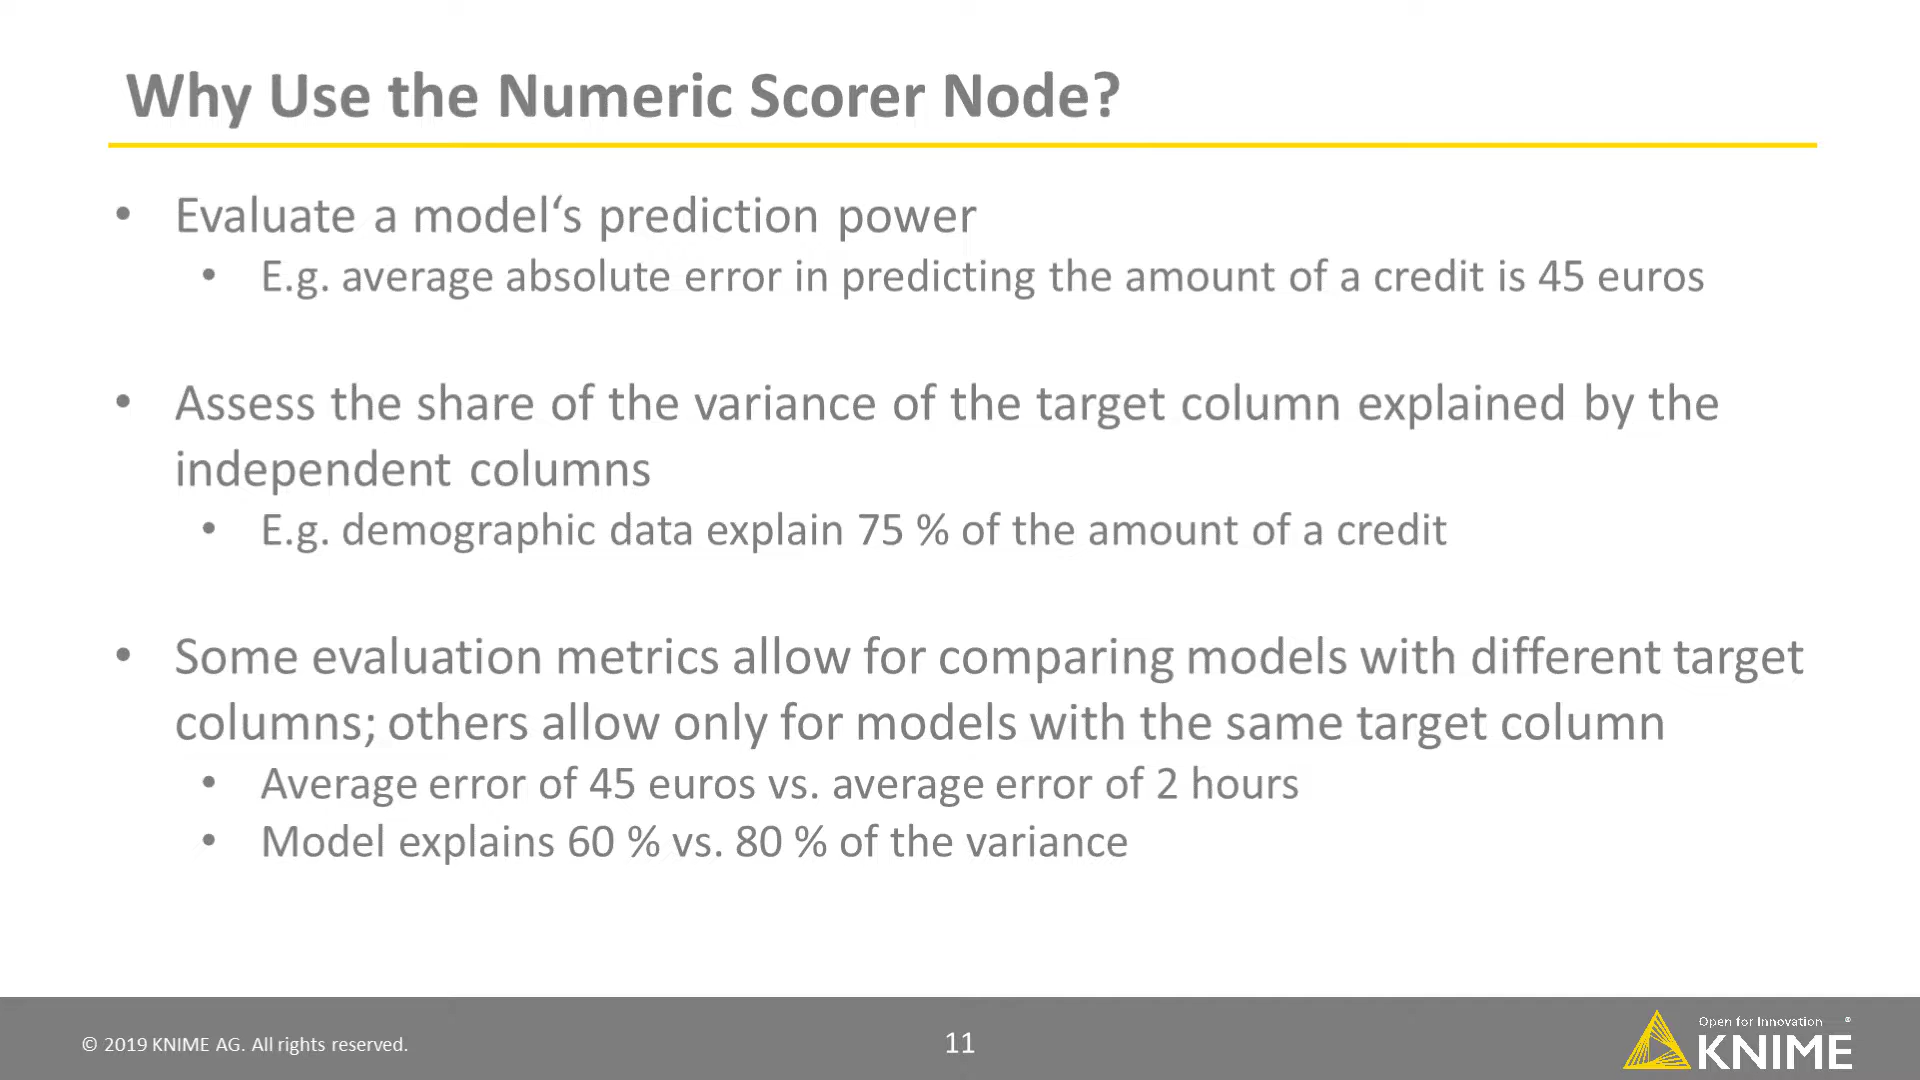 Why Use the Numeric Scorer Node?
• Evaluate a model‘s prediction power
• E.g. average absolute error in predicting the amount of a credit is 45 euros
• Assess the share of the variance of the target column explained by the
independent columns
• E.g. demographic data explain 75 % of the amount of a credit
• Some evaluation metrics allow for comparing models with different target
columns; others allow only for models with the same target column
• Average error of 45 euros vs. average error of 2 hours
• Model explains 60 % vs. 80 % of the variance
© 2019 KNIME AG. All rights reserved.
11
Open for Innovation ®
KNIME